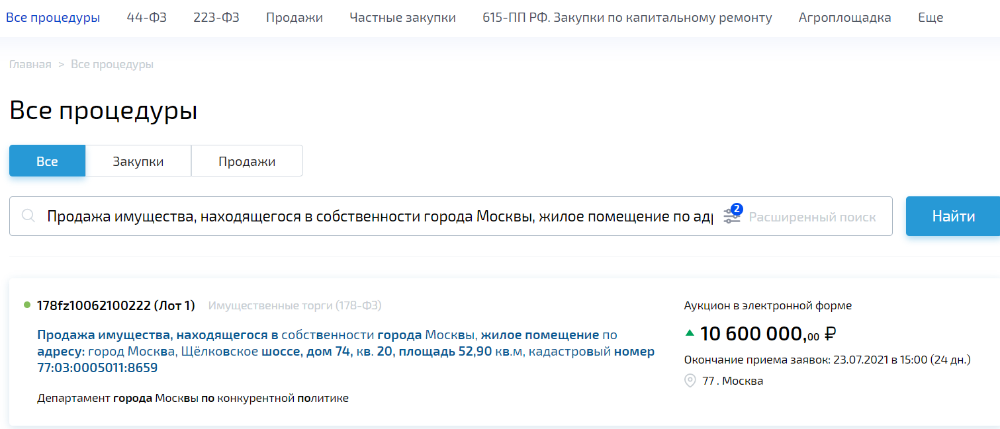 Все процедуры 44-ФЗ 223-ФЗ Продажи Частные закупки 615-ПП РФ. Закупки по капитальному ремонту Агроплощадка Еще
Главная > Все процедуры
Все процедуры
Все Закупки Продажи
Продажа имущества, находящегося в собственности города Москвы, жилое помещение по адр 2 Расширенный поиск Найти
178fz10062100222 (Лот 1) Имущественные торги (178-ФЗ)
Продажа имущества, находящегося в собственности города Москвы, жилое помещение по
адресу: город Москва, Щёлковское шоссе, дом 74, кв. 20, площадь 52,90 кв.м, кадастровый номер
77:03:0005011:8659
Департамент города Москвы по конкурентной политике
Аукцион в электронной форме
10 600 000,00 ₽
Окончание приема заявок: 23.07.2021 в 15:00 (24 дн.)
77 . Москва